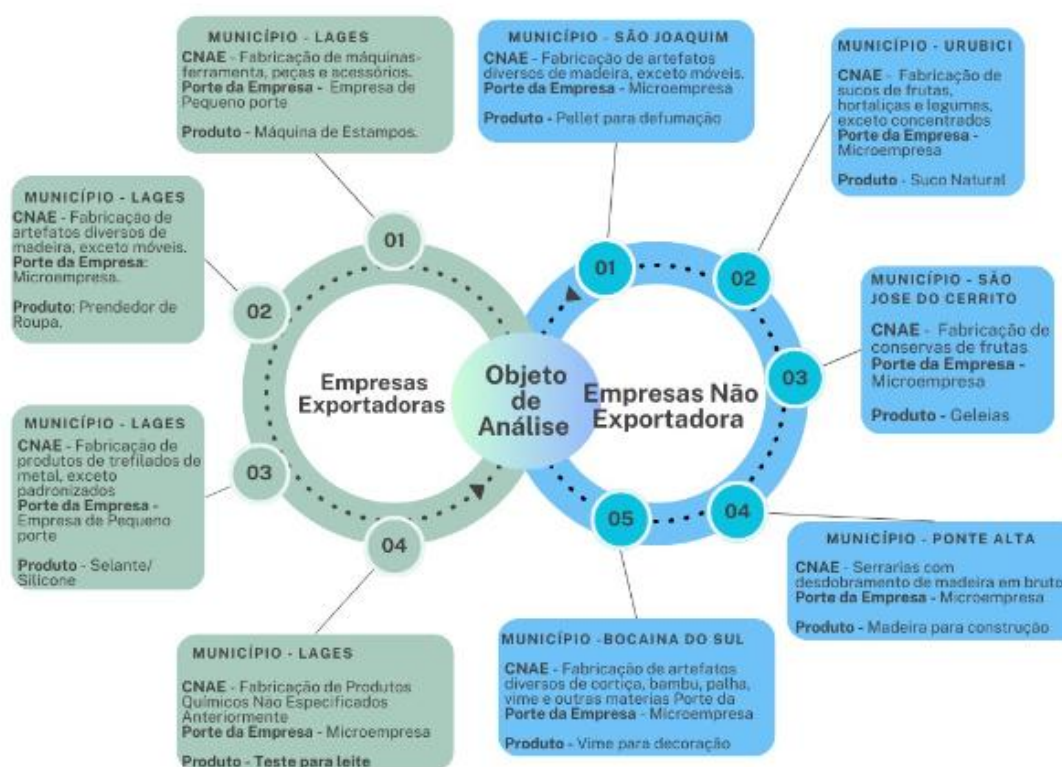 MUNICÍPIO - LAGES
CNAE - Fabricação de máquinas-
ferramenta, peças e acessórios.
Porte da Empresa - Empresa de
Pequeno porte
Produto - Máquina de Estampos.
MUNICÍPIO - LAGES
CNAE - Fabricação de
artefatos diversos de
madeira, exceto móveis.
Porte da Empresa:
Microempresa.
Produto: Prendedor de
Roupa.
MUNICÍPIO - LAGES
CNAE - Fabricação de
produtos de trefilados de
metal, exceto
padronizados
Porte da Empresa -
Empresa de Pequeno
porte
Produto - Selante/
Silicone
MUNICÍPIO - LAGES
CNAE - Fabricação de Produtos
Químicos Não Especificados
Anteriormente
Porte da Empresa - Microempresa
Produto - Teste para leite
01
02
03
04
Empresas
Exportadoras
Objeto
de
Análise
Empresas Não
Exportadora
01
02
03
04
05
MUNICÍPIO - SÃO JOAQUIM
CNAE - Fabricação de artefatos
diversos de madeira, exceto móveis.
Porte da Empresa - Microempresa
Produto - Pellet para defumação
MUNICÍPIO - URUBICI
CNAE - Fabricação de
sucos de frutas,
hortaliças e legumes,
exceto concentrados
Porte da Empresa -
Microempresa
Produto - Suco Natural
MUNICÍPIO - SÃO
JOSE DO CERRITO
CNAE - Fabricação de
conservas de frutas
Porte da Empresa -
Microempresa
Produto - Geleias
MUNICÍPIO - PONTE ALTA
CNAE - Serrarias com
desdobramento de madeira em bruto
Porte da Empresa - Microempresa
Produto - Madeira para construção
MUNICÍPIO -BOCAINA DO SUL
CNAE - Fabricação de artefatos
diversos de cortiça, bambu, palha,
vime e outras materias Porte da
Porte da Empresa - Microempresa
Produto - Vime para decoração